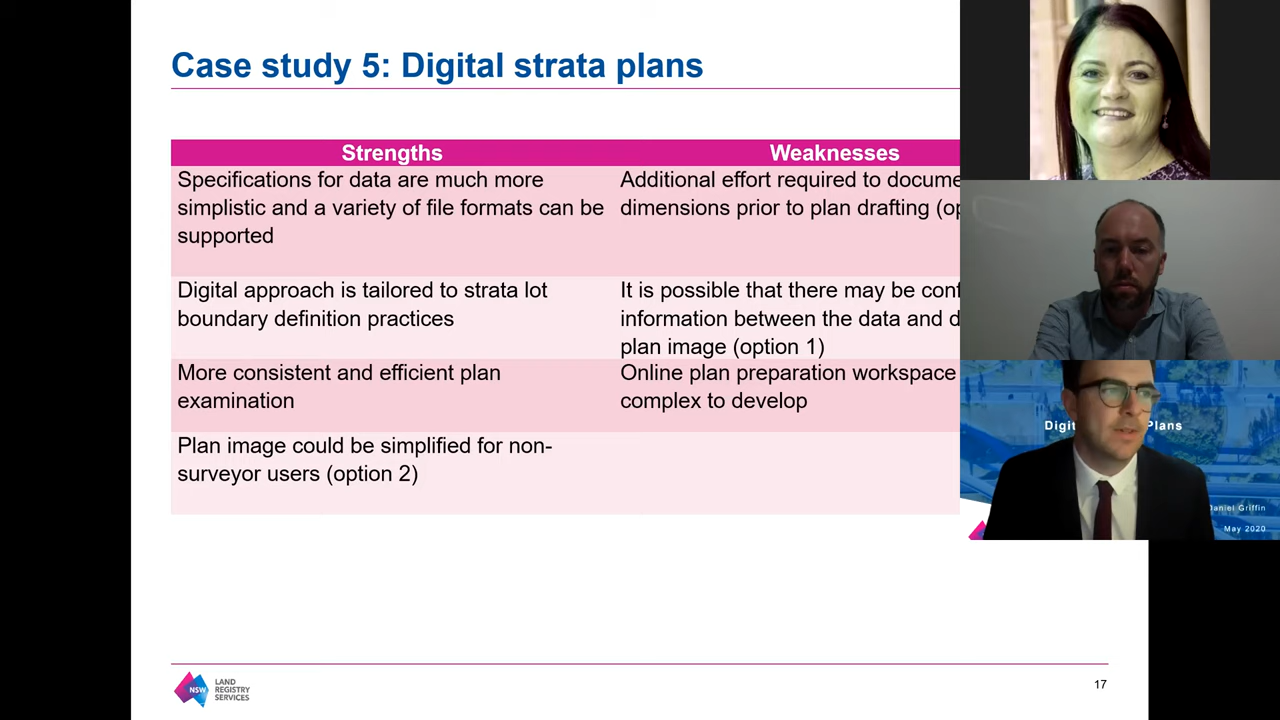 Case study 5: Digital strata plans
Strengths
Weaknesses
Specifications for data are much more
simplistic and a variety of file formats can be
supported
Additional effort required to
dimensions prior to plan drafting
Digital approach is tailored to strata lot
boundary definition practices
It is possible that there may be
information between the data and
plan image (option 1)
More consistent and efficient plan
examination
Online plan preparation workspace
complex to develop
Plan image could be simplified for non-
surveyor users (option 2)
Plans
Daniel Griffin
May 2020
NSW
LAND
REGISTRY
SERVICES
17